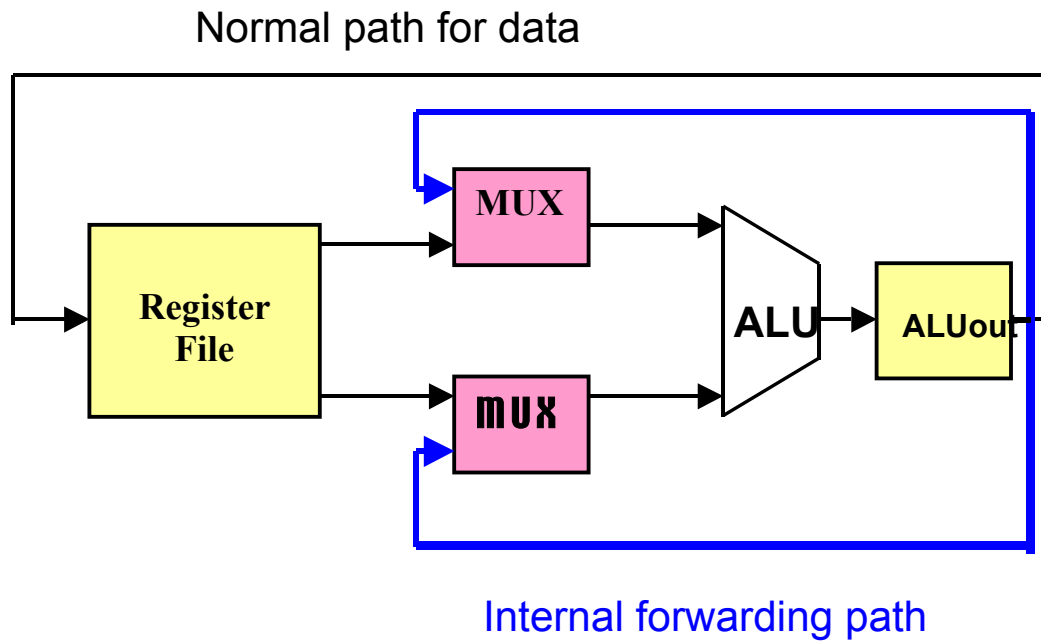 Normal path for data
MUX
Register
File
ALU
ALUout
MUX
Internal forwarding path